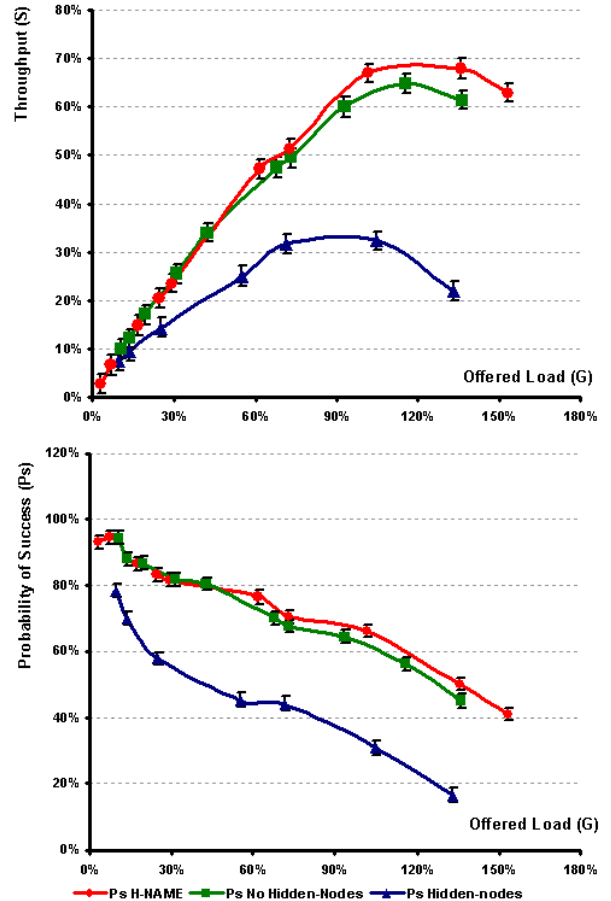 Throughput (S)
80%
70%
60%
50%
40%
30%
20%
10%
0%
Offered Load (G)
0% 30% 60% 90% 120% 150% 180%
Probability of Success (Ps)
120%
100%
80%
60%
40%
20%
0%
Offered Load (G)
0% 30% 60% 90% 120% 150% 180%
Ps H-NAME Ps No Hidden-Nodes Ps Hidden-nodes